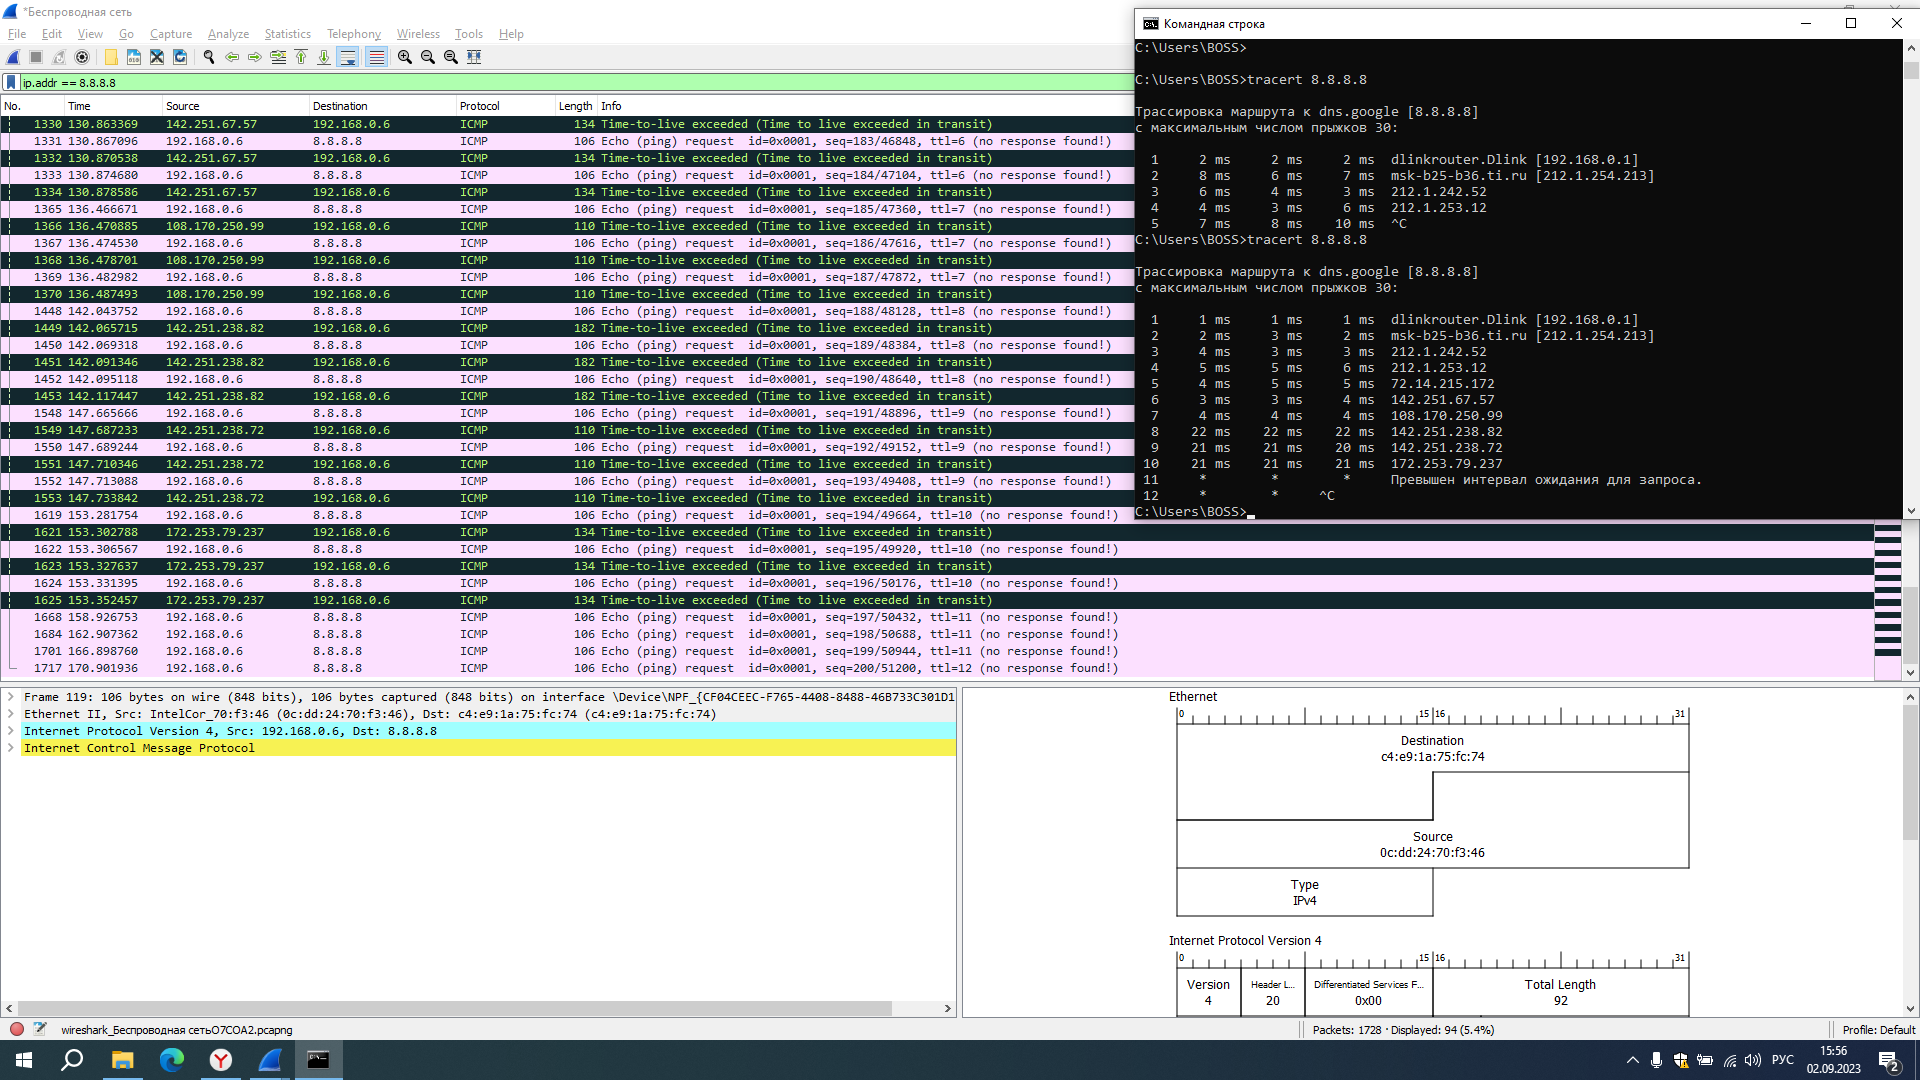 *Беспроводная сеть
File Edit View Go Capture Analyze Statistics Telephony Wireless Tools Help
ip.addr == 8.8.8.8
No. Time Source Destination Protocol Length Info
1330 130.863369 142.251.67.57 192.168.0.6 ICMP 134 Time-to-live exceeded (Time to live exceeded in transit)
1331 130.867096 192.168.0.6 8.8.8.8 ICMP 106 Echo (ping) request id=0x0001, seq=183/46848, ttl=6 (no response found!)
1332 130.870538 142.251.67.57 192.168.0.6 ICMP 134 Time-to-live exceeded (Time to live exceeded in transit)
1333 130.874680 192.168.0.6 8.8.8.8 ICMP 106 Echo (ping) request id=0x0001, seq=184/47104, ttl=6 (no response found!)
1334 130.878586 142.251.67.57 192.168.0.6 ICMP 134 Time-to-live exceeded (Time to live exceeded in transit)
1365 136.466671 192.168.0.6 8.8.8.8 ICMP 106 Echo (ping) request id=0x0001, seq=185/47360, ttl=7 (no response found!)
1366 136.470885 108.170.250.99 192.168.0.6 ICMP 110 Time-to-live exceeded (Time to live exceeded in transit)
1367 136.474530 192.168.0.6 8.8.8.8 ICMP 106 Echo (ping) request id=0x0001, seq=186/47616, ttl=7 (no response found!)
1368 136.478701 108.170.250.99 192.168.0.6 ICMP 110 Time-to-live exceeded (Time to live exceeded in transit)
1369 136.482982 192.168.0.6 8.8.8.8 ICMP 106 Echo (ping) request id=0x0001, seq=187/47872, ttl=7 (no response found!)
1370 136.487493 108.170.250.99 192.168.0.6 ICMP 110 Time-to-live exceeded (Time to live exceeded in transit)
1448 142.043752 192.168.0.6 8.8.8.8 ICMP 106 Echo (ping) request id=0x0001, seq=188/48128, ttl=8 (no response found!)
1449 142.065715 142.251.238.82 192.168.0.6 ICMP 182 Time-to-live exceeded (Time to live exceeded in transit)
1450 142.069318 192.168.0.6 8.8.8.8 ICMP 106 Echo (ping) request id=0x0001, seq=189/48384, ttl=8 (no response found!)
1451 142.091346 142.251.238.82 192.168.0.6 ICMP 182 Time-to-live exceeded (Time to live exceeded in transit)
1452 142.095118 192.168.0.6 8.8.8.8 ICMP 106 Echo (ping) request id=0x0001, seq=190/48640, ttl=8 (no response found!)
1453 142.117447 142.251.238.82 192.168.0.6 ICMP 182 Time-to-live exceeded (Time to live exceeded in transit)
1548 147.665666 192.168.0.6 8.8.8.8 ICMP 106 Echo (ping) request id=0x0001, seq=191/48896, ttl=9 (no response found!)
1549 147.687233 142.251.238.72 192.168.0.6 ICMP 110 Time-to-live exceeded (Time to live exceeded in transit)
1550 147.689244 192.168.0.6 8.8.8.8 ICMP 106 Echo (ping) request id=0x0001, seq=192/49152, ttl=9 (no response found!)
1551 147.710346 142.251.238.72 192.168.0.6 ICMP 110 Time-to-live exceeded (Time to live exceeded in transit)
1552 147.713088 192.168.0.6 8.8.8.8 ICMP 106 Echo (ping) request id=0x0001, seq=193/49408, ttl=9 (no response found!)
1553 147.733842 142.251.238.72 192.168.0.6 ICMP 110 Time-to-live exceeded (Time to live exceeded in transit)
1619 153.281754 192.168.0.6 8.8.8.8 ICMP 106 Echo (ping) request id=0x0001, seq=194/49664, ttl=10 (no response found!)
1621 153.302788 172.253.79.237 192.168.0.6 ICMP 134 Time-to-live exceeded (Time to live exceeded in transit)
1622 153.306567 192.168.0.6 8.8.8.8 ICMP 106 Echo (ping) request id=0x0001, seq=195/49920, ttl=10 (no response found!)
1623 153.327637 172.253.79.237 192.168.0.6 ICMP 134 Time-to-live exceeded (Time to live exceeded in transit)
1624 153.331395 192.168.0.6 8.8.8.8 ICMP 106 Echo (ping) request id=0x0001, seq=196/50176, ttl=10 (no response found!)
1625 153.352457 172.253.79.237 192.168.0.6 ICMP 134 Time-to-live exceeded (Time to live exceeded in transit)
1668 158.926753 192.168.0.6 8.8.8.8 ICMP 106 Echo (ping) request id=0x0001, seq=197/50432, ttl=11 (no response found!)
1684 162.907362 192.168.0.6 8.8.8.8 ICMP 106 Echo (ping) request id=0x0001, seq=198/50688, ttl=11 (no response found!)
1701 166.898760 192.168.0.6 8.8.8.8 ICMP 106 Echo (ping) request id=0x0001, seq=199/50944, ttl=11 (no response found!)
1717 170.901936 192.168.0.6 8.8.8.8 ICMP 106 Echo (ping) request id=0x0001, seq=200/51200, ttl=12 (no response found!)
Командная строка
C:\Users\BOSS>
C:\Users\BOSS>tracert 8.8.8.8
Трассировка маршрута к dns.google [8.8.8.8]
с максимальным числом прыжков 30:
1 2 ms 2 ms 2 ms dlinkrouter.Dlink [192.168.0.1]
2 8 ms 6 ms 7 ms msk-b25-b36.ti.ru [212.1.254.213]
3 6 ms 4 ms 3 ms 212.1.242.52
4 4 ms 3 ms 6 ms 212.1.253.12
5 7 ms 8 ms 10 ms ^C
C:\Users\BOSS>tracert 8.8.8.8
Трассировка маршрута к dns.google [8.8.8.8]
с максимальным числом прыжков 30:
1 1 ms 1 ms 1 ms dlinkrouter.Dlink [192.168.0.1]
2 2 ms 3 ms 2 ms msk-b25-b36.ti.ru [212.1.254.213]
3 4 ms 3 ms 3 ms 212.1.242.52
4 5 ms 5 ms 6 ms 212.1.253.12
5 4 ms 5 ms 5 ms 72.14.215.172
6 3 ms 3 ms 4 ms 142.251.67.57
7 4 ms 4 ms 4 ms 108.170.250.99
8 22 ms 22 ms 22 ms 142.251.238.82
9 21 ms 21 ms 20 ms 142.251.238.72
10 21 ms 21 ms 21 ms 172.253.79.237
11 * * * Превышен интервал ожидания для запроса.
12 * * ^C
C:\Users\BOSS>
Frame 119: 106 bytes on wire (848 bits), 106 bytes captured (848 bits) on interface \Device\NPF_{CF04CEEC-F765-4408-8488-46B733C301D1
Ethernet II, Src: IntelCor_70:f3:46 (0c:dd:24:70:f3:46), Dst: c4:e9:1a:75:fc:74 (c4:e9:1a:75:fc:74)
Internet Protocol Version 4, Src: 192.168.0.6, Dst: 8.8.8.8
Internet Control Message Protocol
Ethernet
0 15 16 31
Destination
c4:e9:1a:75:fc:74
Source
0c:dd:24:70:f3:46
Type
IPv4
Internet Protocol Version 4
0 15 16 31
Version Header L... Differentiated Services F... Total Length
4 20 0x00 92
wireshark_Беспроводная сетьO7COA2.pcapng
Packets: 1728 · Displayed: 94 (5.4%)
Profile: Default
РУС
15:56
02.09.2023
2